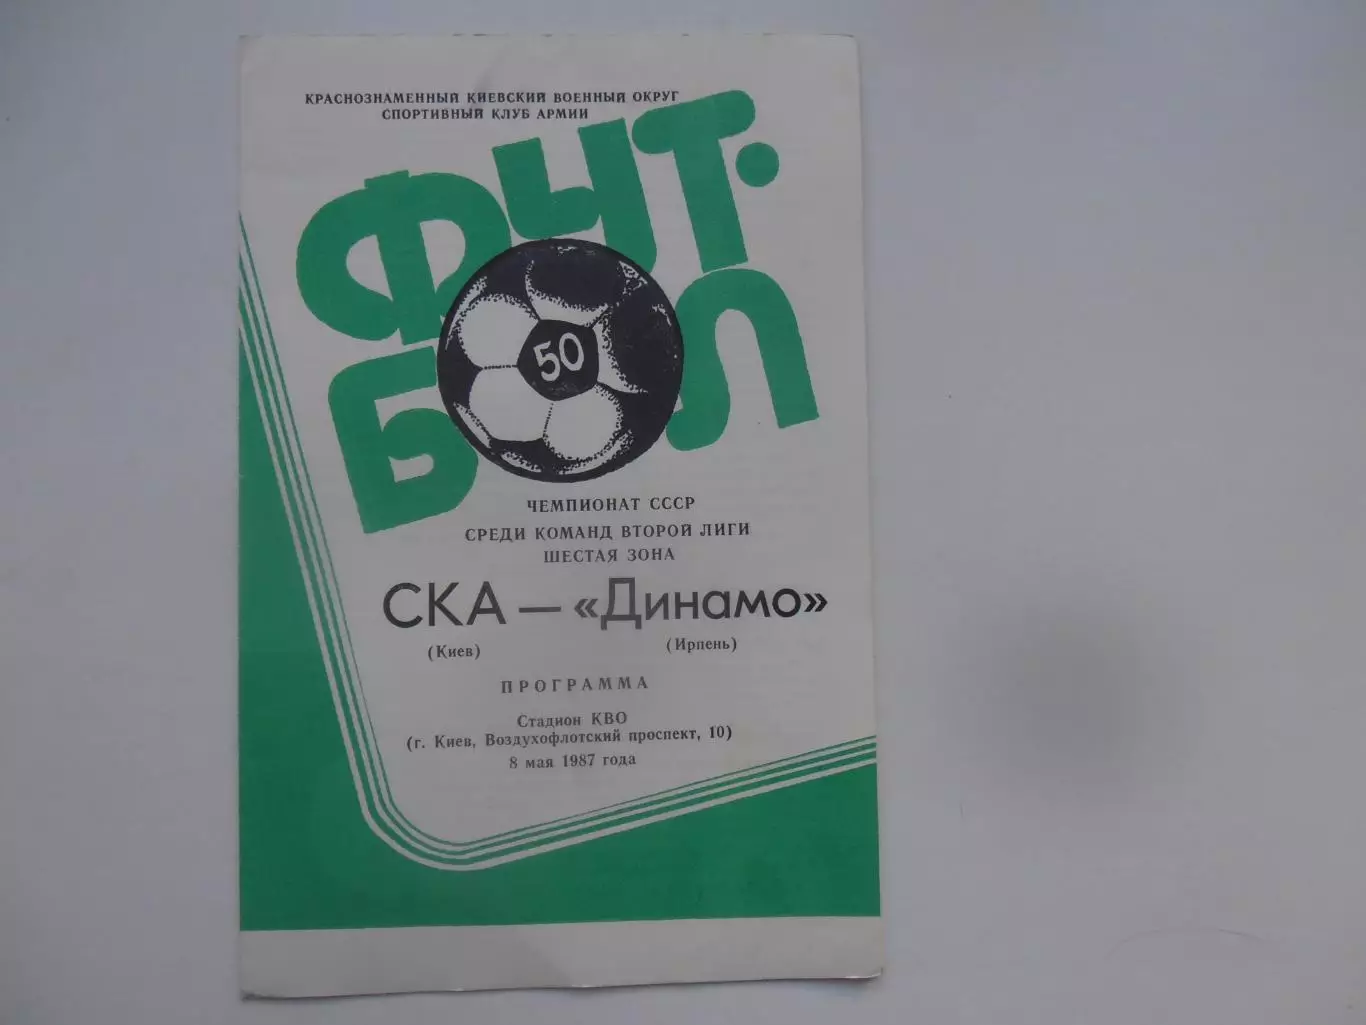 КРАСНОЗНАМЕННЫЙ КИЕВСКИЙ ВОЕННЫЙ ОКРУГ
СПОРТИВНЫЙ КЛУБ АРМИИ
ФУТ-
БОЛ
50
ЧЕМПИОНАТ СССР
СРЕДИ КОМАНД ВТОРОЙ ЛИГИ
ШЕСТАЯ ЗОНА
СКА — «Динамо»
(Киев) (Ирпень)
ПРОГРАММА
Стадион КВО
(г. Киев, Воздухофлотский проспект, 10)
8 мая 1987 года